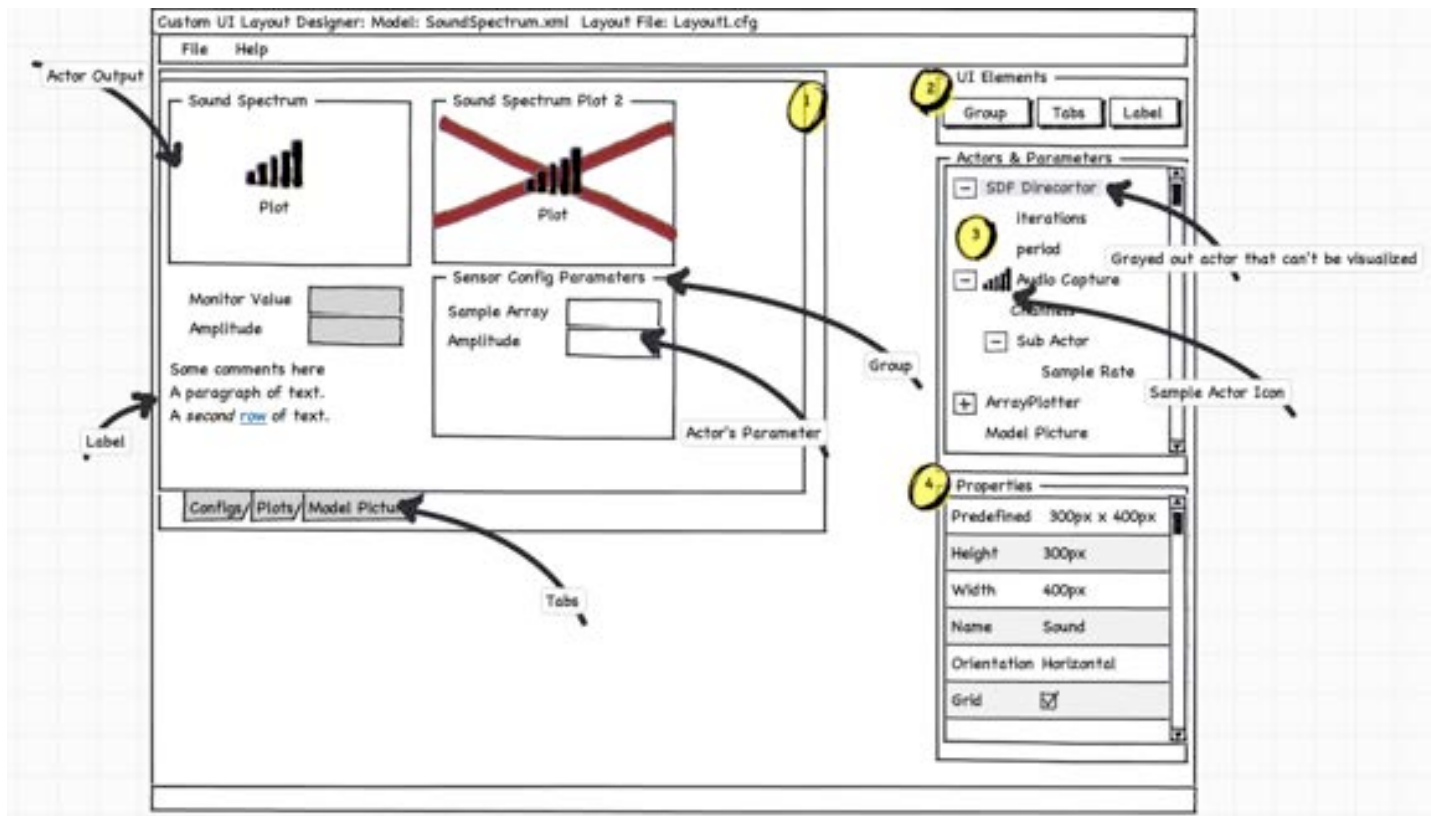 Custom UI Layout Designer: Model: SoundSpectrum.xml Layout File: Layout1.cfg
File Help
Actor Output
Sound Spectrum
Plot
Sound Spectrum Plot 2
Plot
1
Monitor Value
Amplitude
Sensor Config Parameters
Sample Array
Amplitude
Some comments here
A paragraph of text.
A second row of text.
Label
Group
Actor's Parameter
Configs Plots Model Pictu
Tabs
2
UI Elements
Group Tabs Label
Actors & Parameters
SDF Direcortor
iterations
3
period
Grayed out actor that can't be visualized
Audio Capture
Channels
Sub Actor
Sample Rate
Sample Actor Icon
ArrayPlotter
Model Picture
4
Properties
Predefined 300px x 400px
Height 300px
Width 400px
Name Sound
Orientation Horizontal
Grid